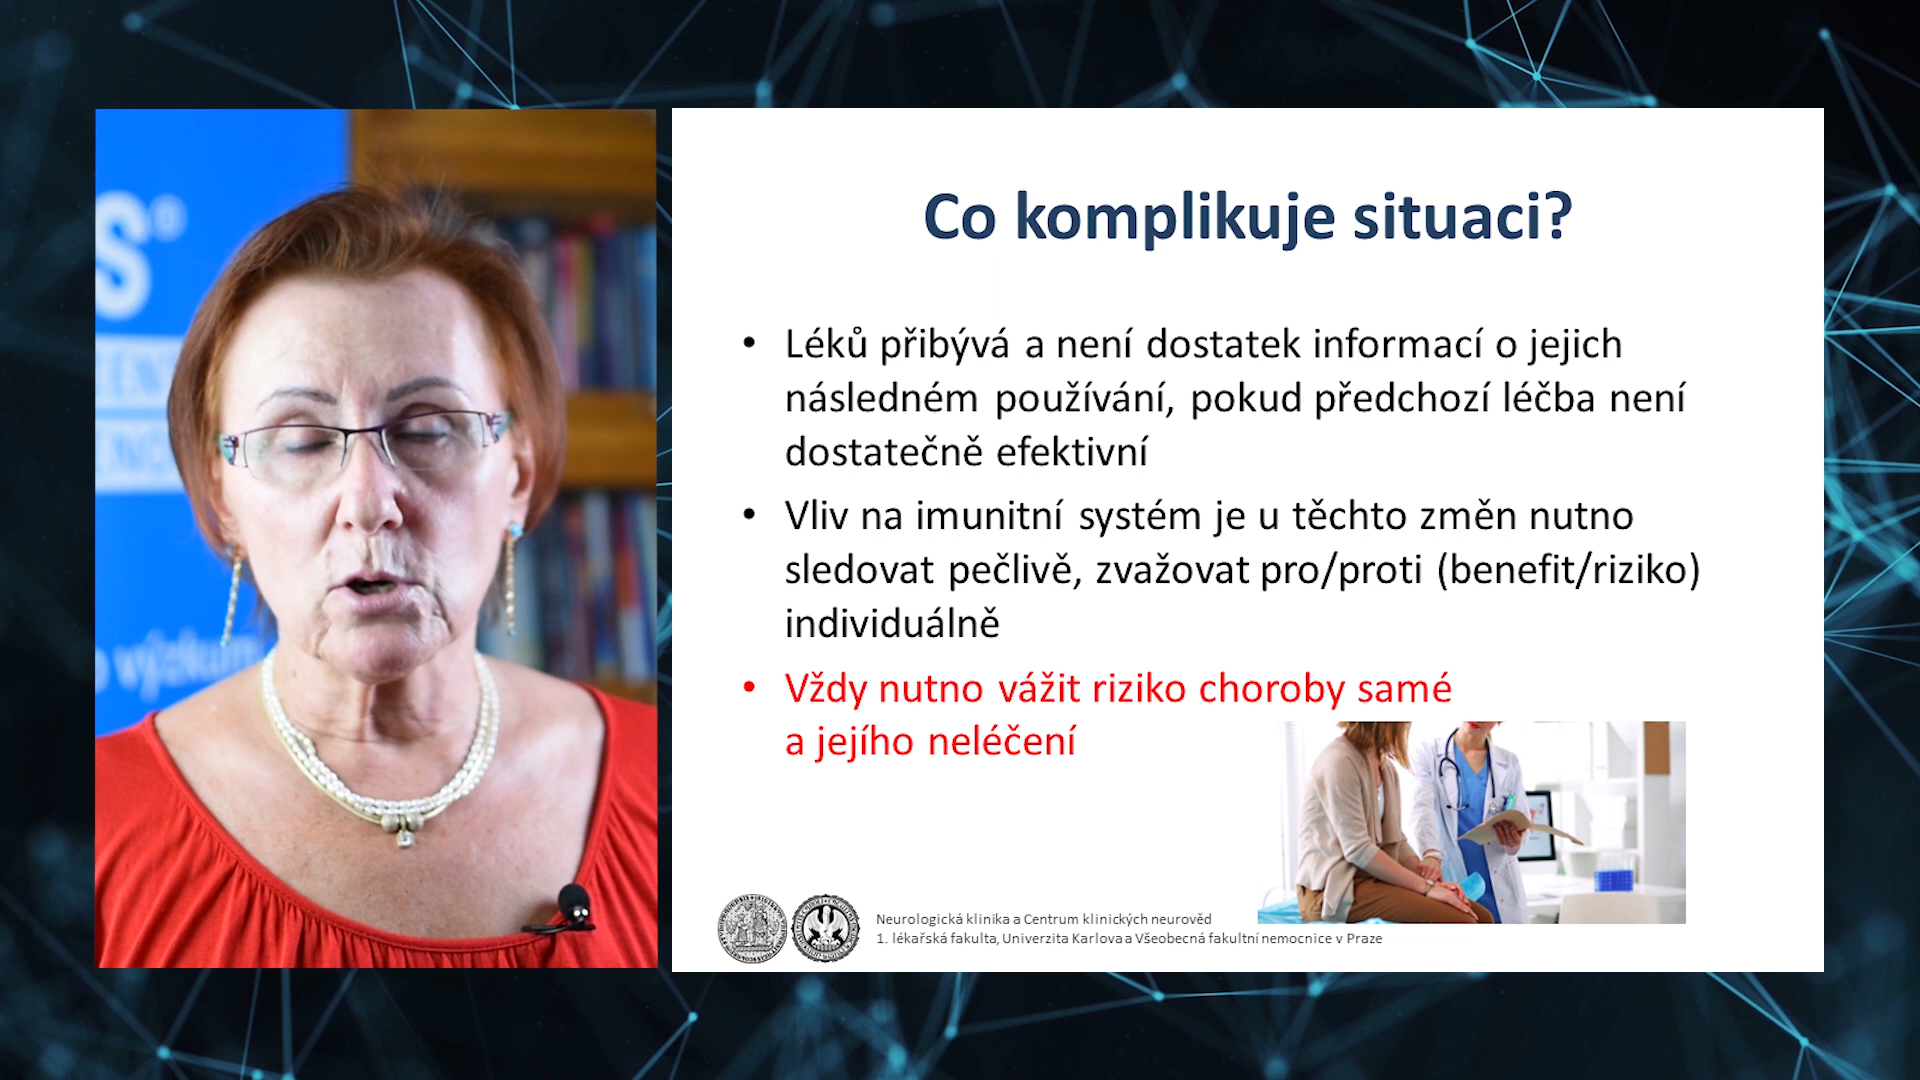 Co komplikuje situaci?
• Léků přibývá a není dostatek informací o jejich
následném používání, pokud předchozí léčba není
dostatečně efektivní
• Vliv na imunitní systém je u těchto změn nutno
sledovat pečlivě, zvažovat pro/proti (benefit/riziko)
individuálně
• Vždy nutno vážit riziko choroby samé
a jejího neléčení
Neurologická klinika a Centrum klinických neurověd
1. lékařská fakulta, Univerzita Karlova a Všeobecná fakultní nemocnice v Praze
výzkum